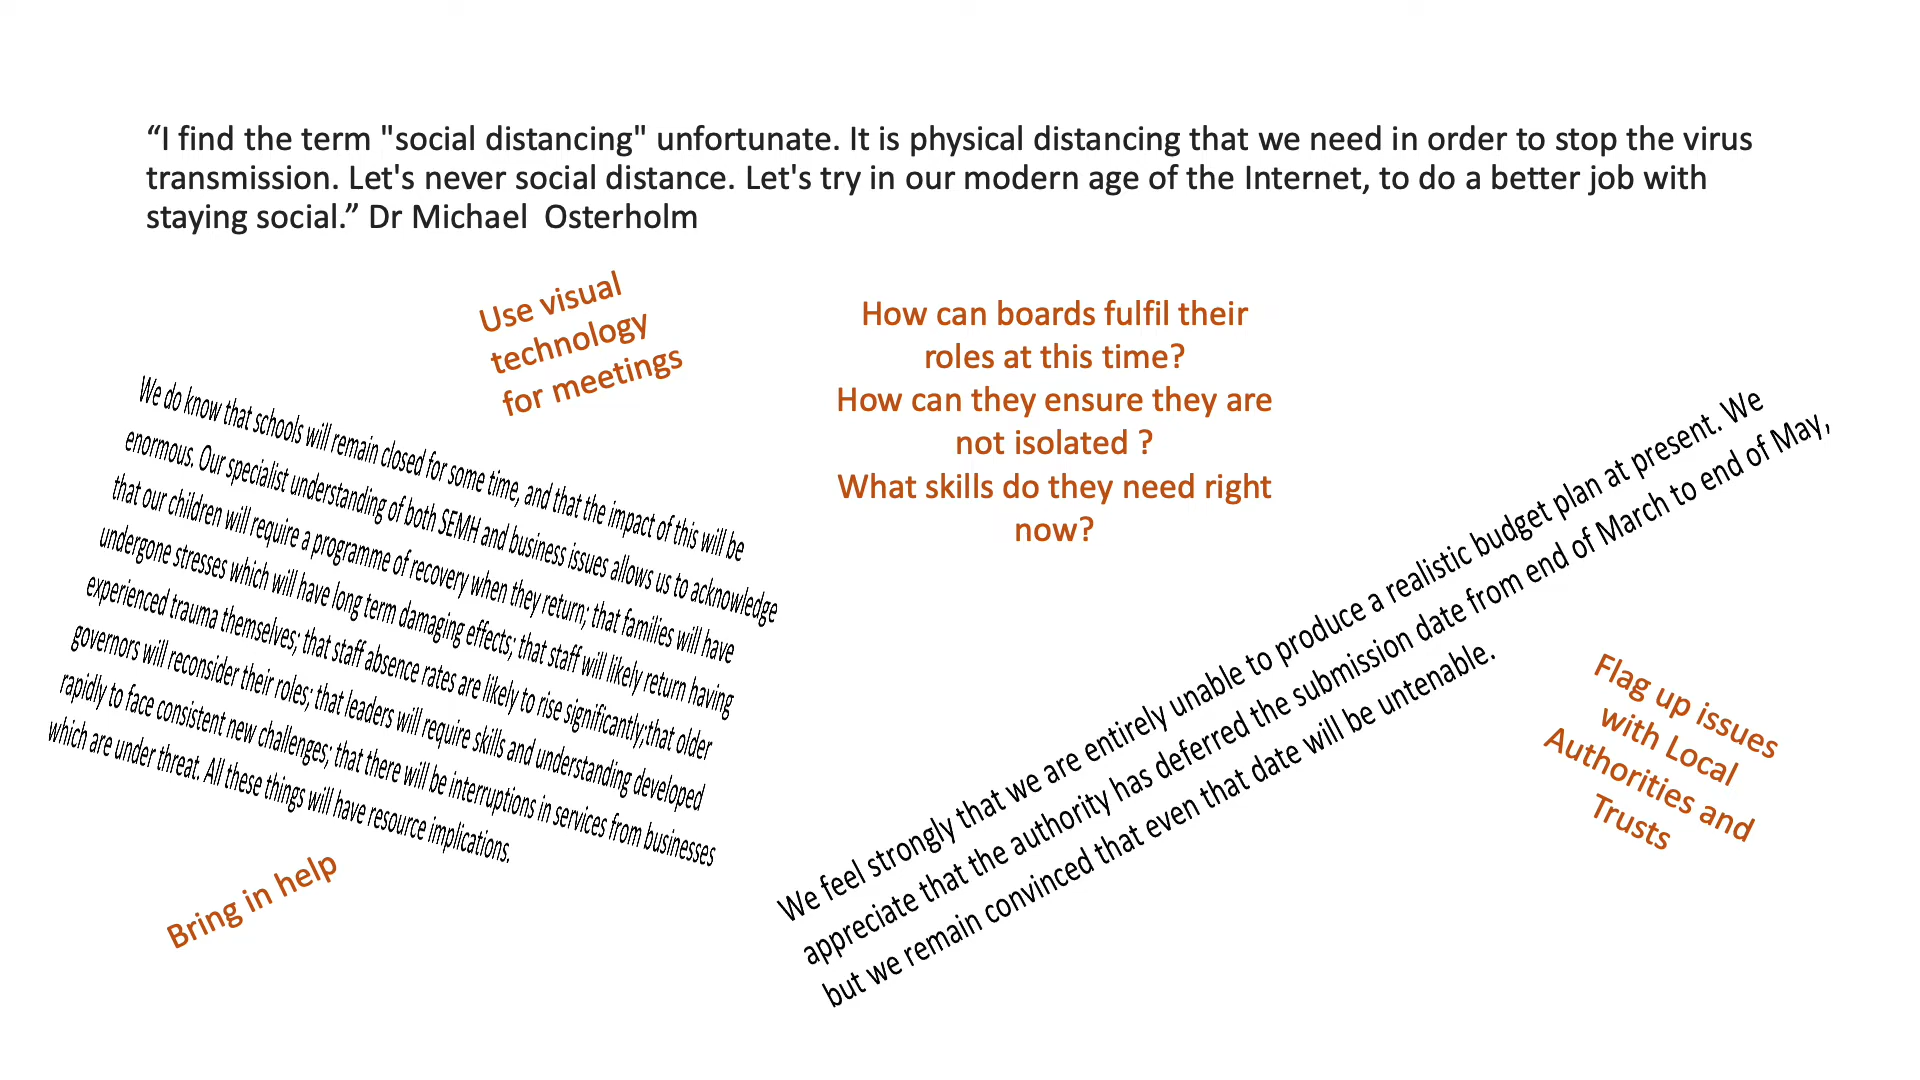 “I find the term "social distancing" unfortunate. It is physical distancing that we need in order to stop the virus
transmission. Let's never social distance. Let's try in our modern age of the Internet, to do a better job with
staying social.” Dr Michael  Osterholm
Use visual
technology
for meetings
How can boards fulfil their
roles at this time?
How can they ensure they are
not isolated ?
What skills do they need right
now?
We do know that schools will remain closed for some time, and that the impact of this will be
enormous. Our specialist understanding of both SEMH and business issues allows us to acknowledge
that our children will require a programme of recovery when they return; that families will have
undergone stresses which will have long term damaging effects; that staff will likely return having
experienced trauma themselves; that staff absence rates are likely to rise significantly;that older
governors will reconsider their roles; that leaders will require skills and understanding developed
rapidly to face consistent new challenges; that there will be interruptions in services from businesses
which are under threat. All these things will have resource implications.
We feel strongly that we are entirely unable to produce a realistic budget plan at present. We
appreciate that the authority has deferred the submission date from end of March to end of May,
but we remain convinced that even that date will be untenable.
Flag up issues
with Local
Authorities and
Trusts
Bring in help